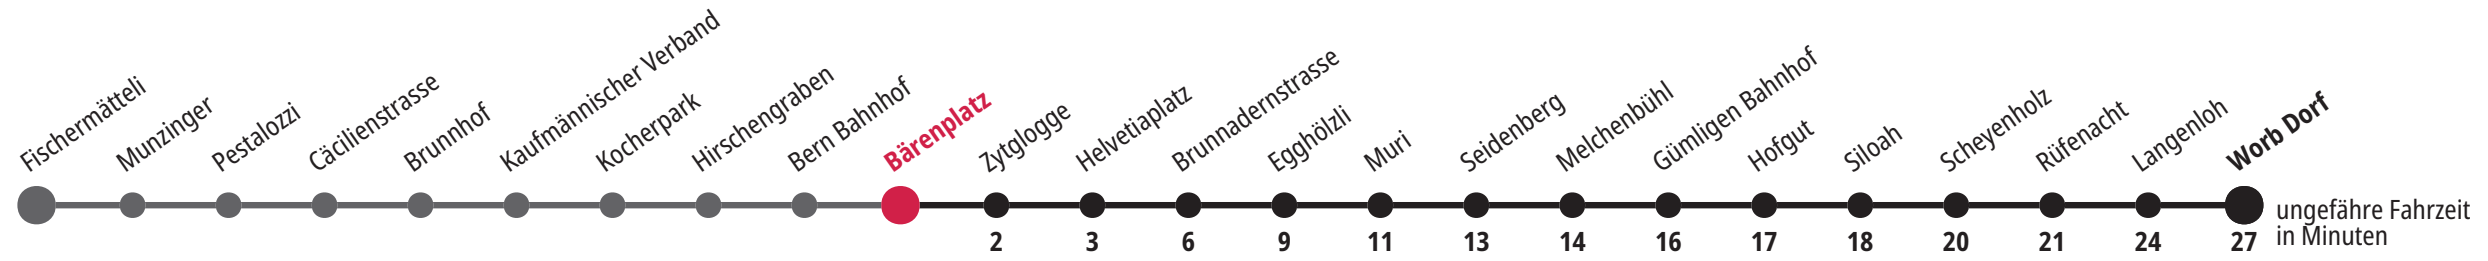 Fischermätteli
Munzinger
Pestalozzi
Cäcilienstrasse
Brunnhof
Kaufmännischer Verband
Kocherpark
Hirschengraben
Bern Bahnhof
Bärenplatz
Zytglogge
Helvetiaplatz
Brunnadernstrasse
Egghölzli
Muri
Seidenberg
Melchenbühl
Gümligen Bahnhof
Hofgut
Siloah
Scheyenholz
Rüfenacht
Langenloh
Worb Dorf
2 3 6 9 11 13 14 16 17 18 20 21 24 27
ungefähre Fahrzeit
in Minuten